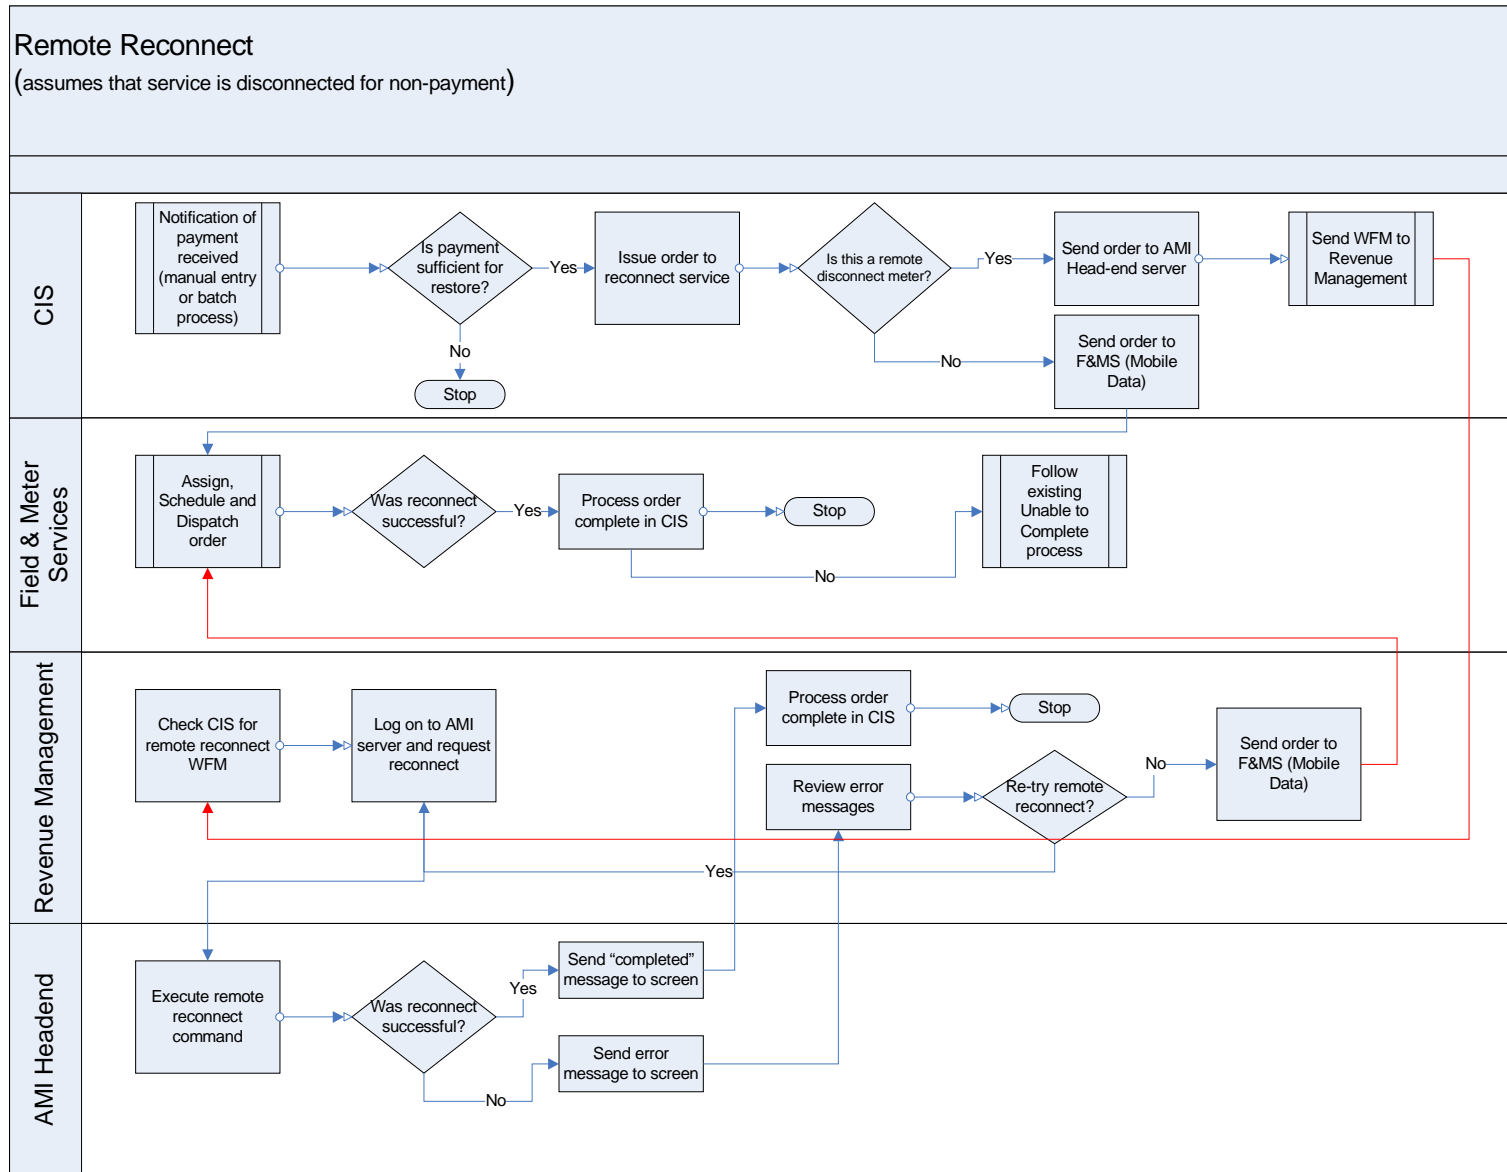 Remote Reconnect
(assumes that service is disconnected for non-payment)
CIS
Notification of
payment
received
(manual entry
or batch
process)
Is payment
sufficient for
restore?
Yes
No
Stop
Issue order to
reconnect service
Is this a remote
disconnect meter?
Yes
No
Send order to AMI
Head-end server
Send WFM to
Revenue
Management
Send order to
F&MS (Mobile
Data)
Field & Meter
Services
Assign,
Schedule and
Dispatch
order
Was reconnect
successful?
Yes
Process order
complete in CIS
Stop
No
Follow
existing
Unable to
Complete
process
Revenue Management
Check CIS for
remote reconnect
WFM
Log on to AMI
server and request
reconnect
Process order
complete in CIS
Stop
Review error
messages
Re-try remote
reconnect?
No
Yes
Send order to
F&MS (Mobile
Data)
AMI Headend
Execute remote
reconnect
command
Was reconnect
successful?
Yes
No
Send “completed”
message to screen
Send error
message to screen